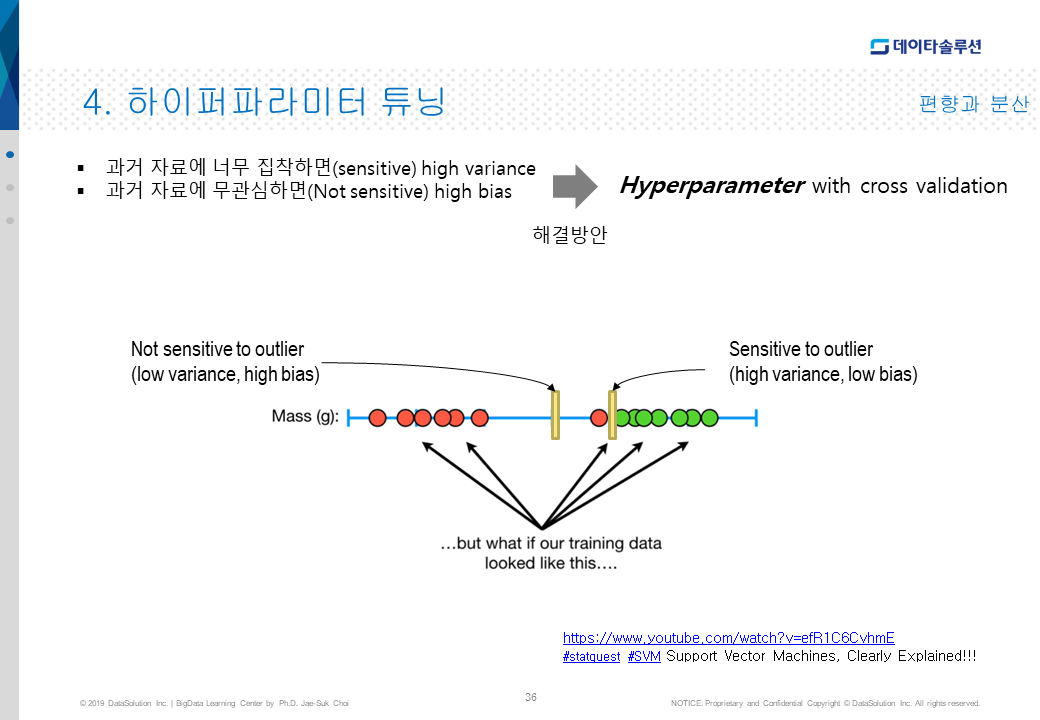 데이타솔루션
4. 하이퍼파라미터 튜닝
편향과 분산
▪ 과거 자료에 너무 집착하면(sensitive) high variance
▪ 과거 자료에 무관심하면(Not sensitive) high bias
Hyperparameter with cross validation
해결방안
Not sensitive to outlier
(low variance, high bias)
Sensitive to outlier
(high variance, low bias)
Mass (g):
…but what if our training data
looked like this….
https://www.youtube.com/watch?v=efR1C6CvhmE
#statquest #SVM Support Vector Machines, Clearly Explained!!!
© 2019 DataSolution Inc. | BigData Learning Center by Ph.D. Jae-Suk Choi
36
NOTICE: Proprietary and Confidential Copyright © DataSolution Inc. All rights reserved.